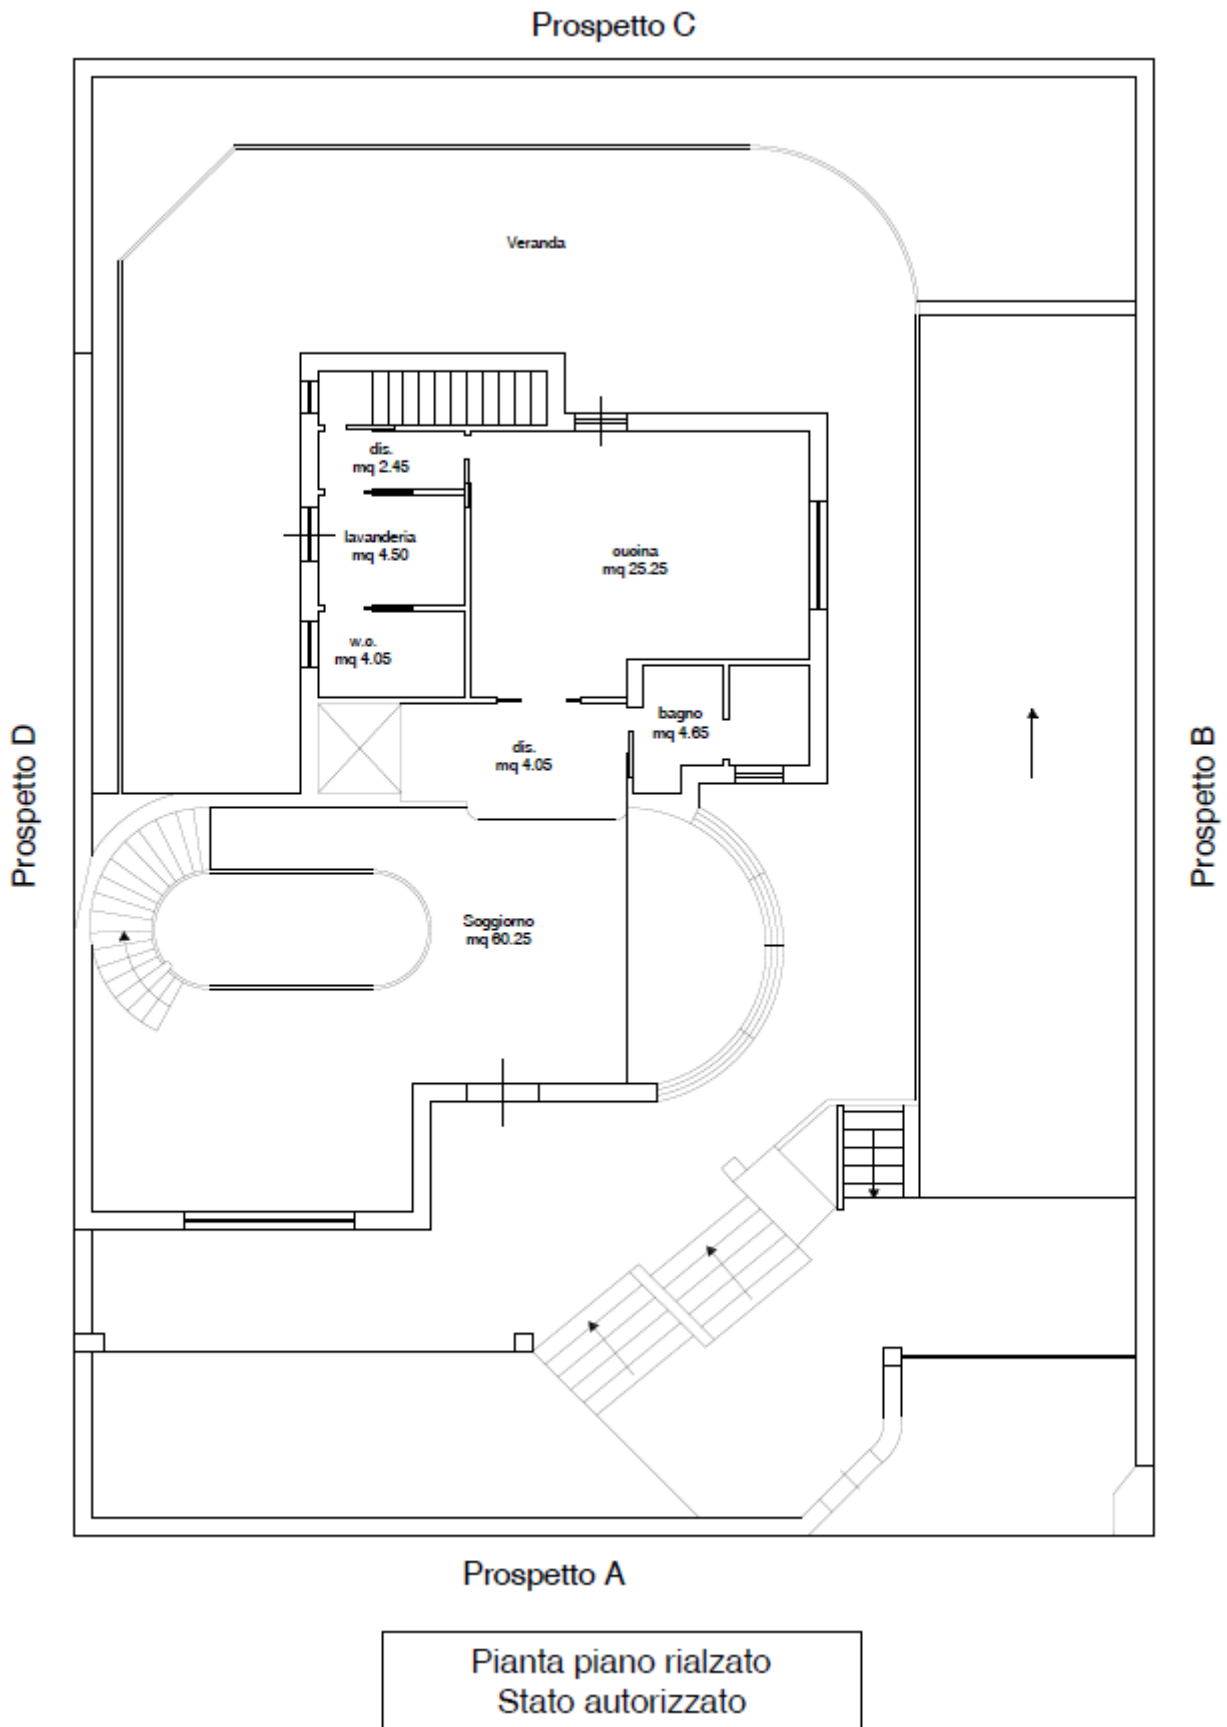 Prospetto C
Veranda
dis.
mq 2.45
lavanderia
mq 4.50
cucina
mq 25.25
w.c.
mq 4.05
bagno
mq 4.65
dis.
mq 4.05
Prospetto D
Prospetto B
Soggiorno
mq 60.25
Prospetto A
Pianta piano rialzato
Stato autorizzato